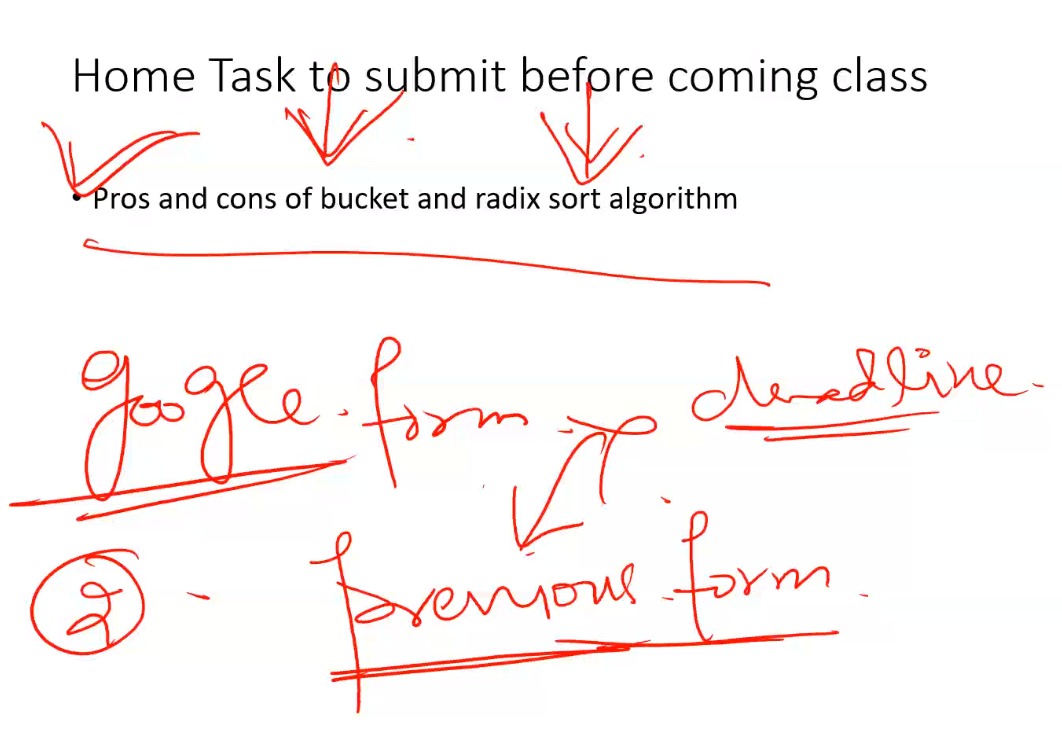 Home Task to submit before coming class
• Pros and cons of bucket and radix sort algorithm
google form deadline
2 - previous form